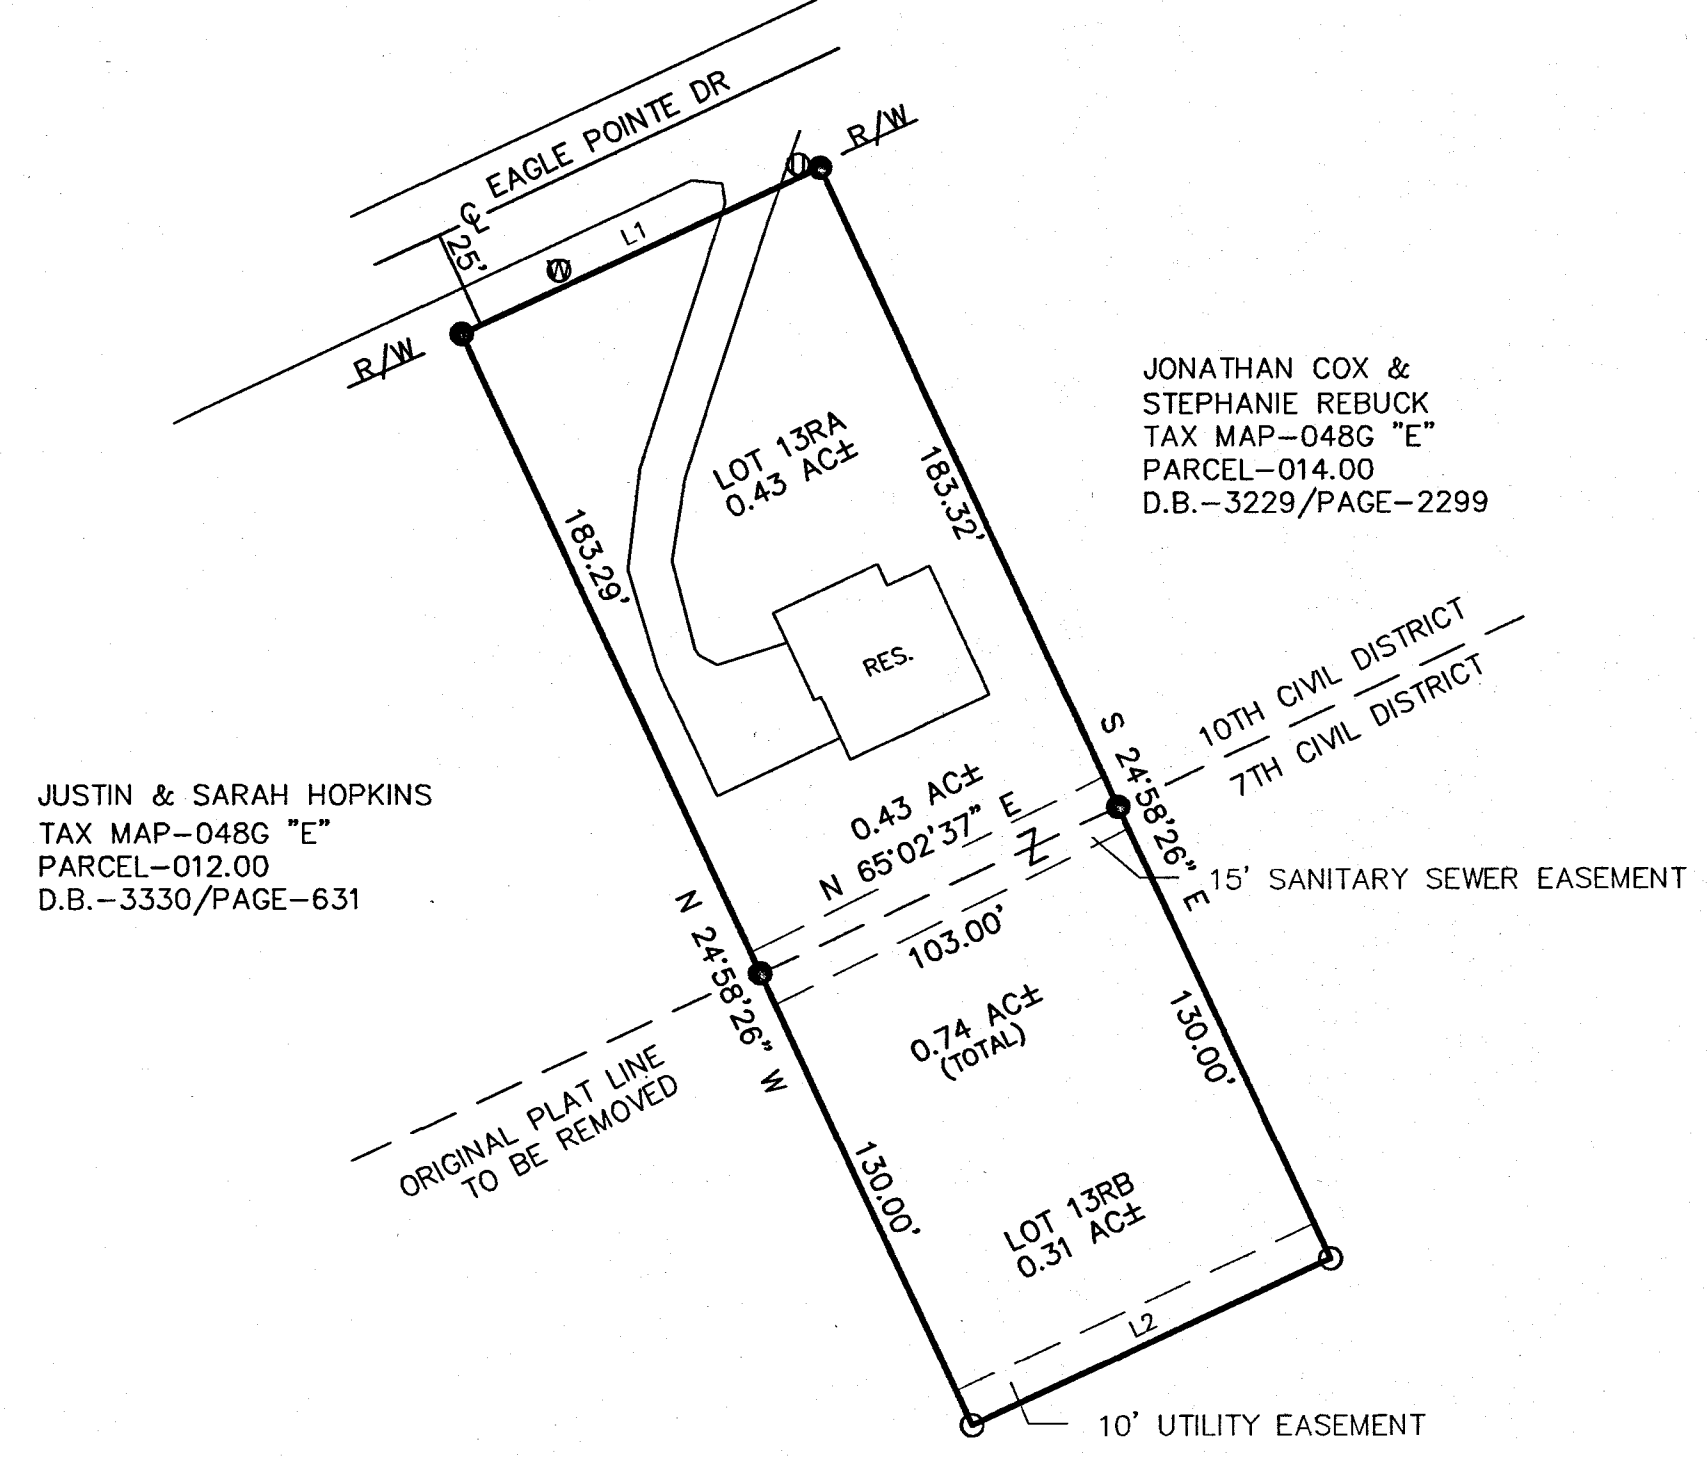 EAGLE POINTE DR
℄
R/W
25'
L1
U
W
R/W
LOT 13RA
0.43 AC±
183.32'
183.29'
JONATHAN COX &
STEPHANIE REBUCK
TAX MAP-048G "E"
PARCEL-014.00
D.B.-3229/PAGE-2299
RES.
10TH CIVIL DISTRICT
7TH CIVIL DISTRICT
S 24°58'26" E
JUSTIN & SARAH HOPKINS
TAX MAP-048G "E"
PARCEL-012.00
D.B.-3330/PAGE-631
0.43 AC±
N 65°02'37" E
Z
103.00'
15' SANITARY SEWER EASEMENT
N 24°58'26" W
0.74 AC±
(TOTAL)
130.00'
ORIGINAL PLAT LINE
TO BE REMOVED
130.00'
LOT 13RB
0.31 AC±
L2
10' UTILITY EASEMENT